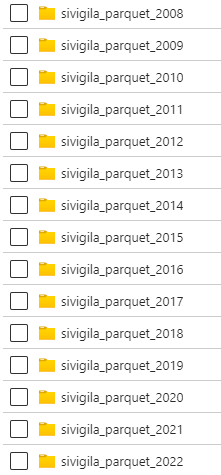 sivigila_parquet_2008
sivigila_parquet_2009
sivigila_parquet_2010
sivigila_parquet_2011
sivigila_parquet_2012
sivigila_parquet_2013
sivigila_parquet_2014
sivigila_parquet_2015
sivigila_parquet_2016
sivigila_parquet_2017
sivigila_parquet_2018
sivigila_parquet_2019
sivigila_parquet_2020
sivigila_parquet_2021
sivigila_parquet_2022